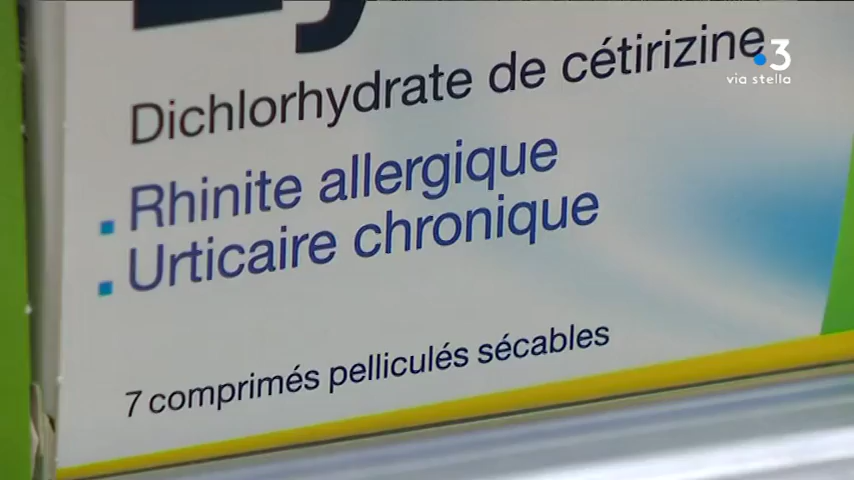 Dichlorhydrate de cétirizine
Rhinite allergique
Urticaire chronique
7 comprimés pelliculés sécables
3
via stella